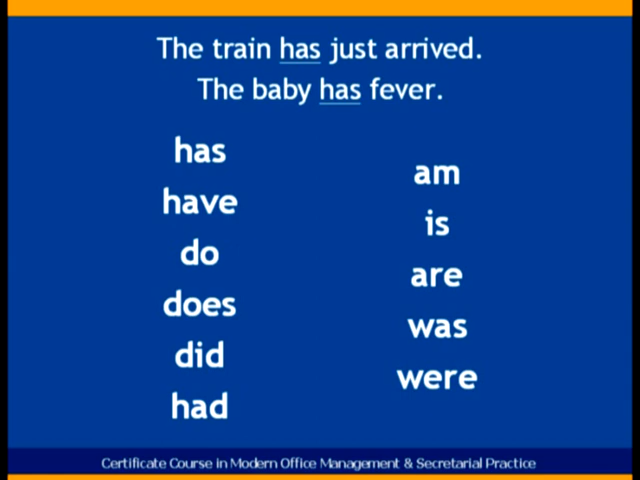 The train has just arrived.
The baby has fever.
has
have
do
does
did
had
am
is
are
was
were
Certificate Course in Modern Office Management & Secretarial Practice